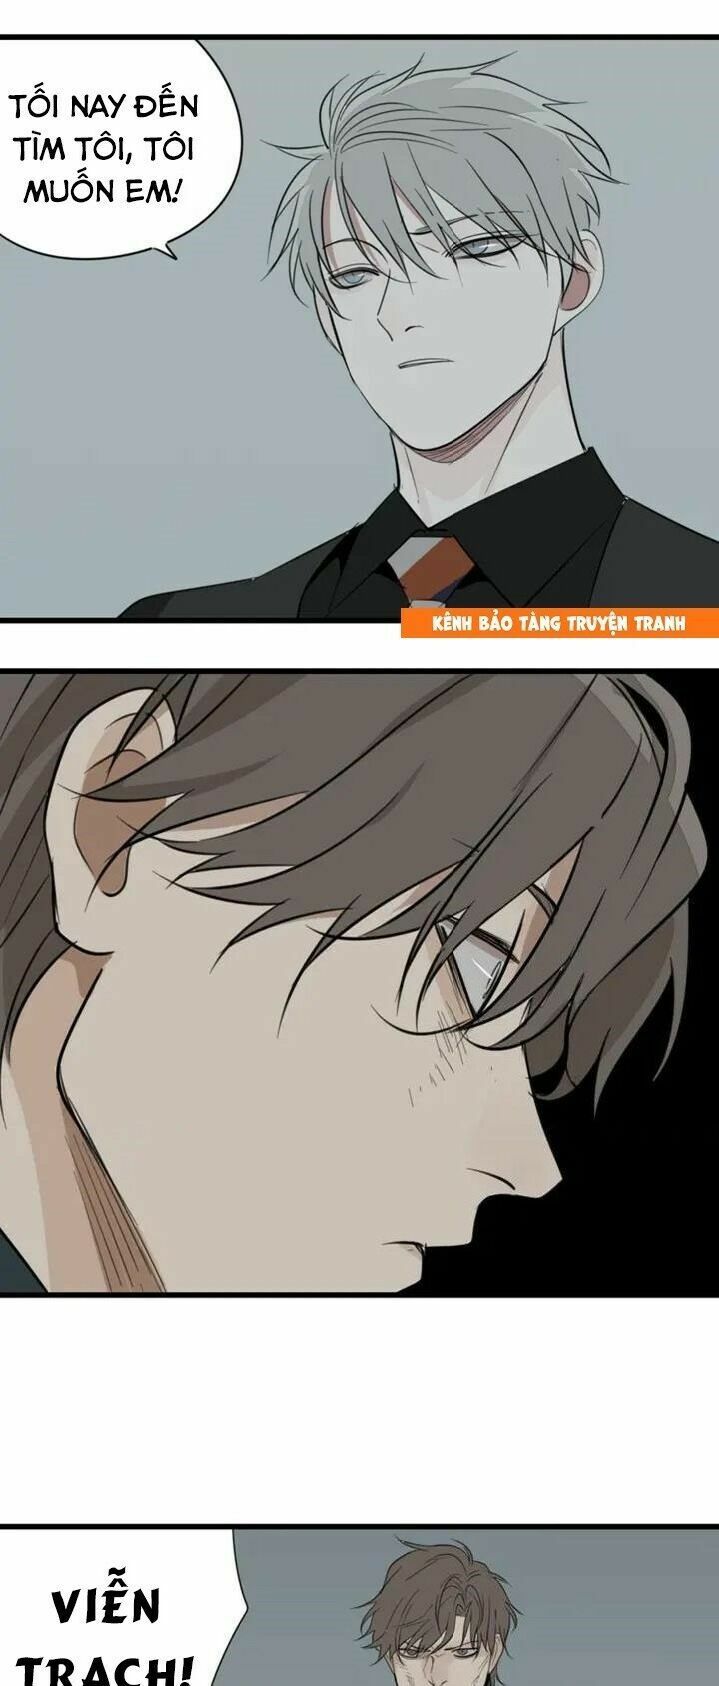 TỐI NAY ĐẾN
TÌM TÔI, TÔI
MUỐN EM!
KÊNH BẢO TÀNG TRUYỆN TRANH
VIỄN
TRẠCH!